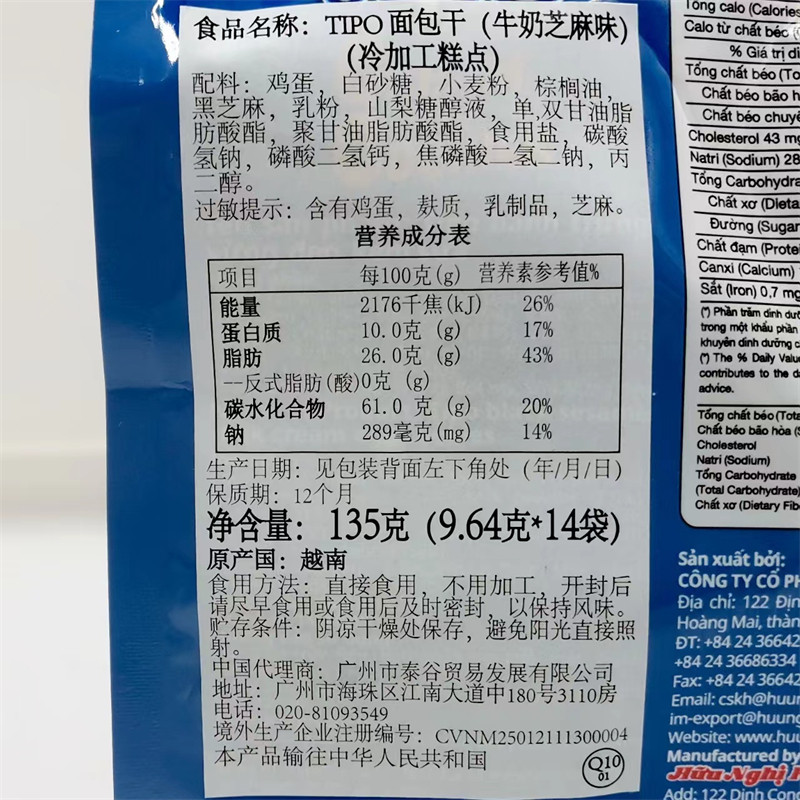 食品名称：TIPO 面包干（牛奶芝麻味）
（冷加工糕点）
配料：鸡蛋，白砂糖，小麦粉，棕榈油，
黑芝麻，乳粉，山梨糖醇液，单,双甘油脂
肪酸酯，聚甘油脂肪酸酯，食用盐，碳酸
氢钠，磷酸二氢钙，焦磷酸二氢二钠，丙
二醇。
过敏提示：含有鸡蛋，麸质，乳制品，芝麻。
营养成分表
项目 每100克(g) 营养素参考值%
能量 2176千焦(kJ) 26%
蛋白质 10.0克 (g) 17%
脂肪 26.0克 (g) 43%
--反式脂肪(酸)0克 (g)
碳水化合物 61.0 克 (g) 20%
钠 289毫克(mg) 14%
生产日期：见包装背面左下角处（年/月/日）
保质期：12个月
净含量： 135克（9.64克*14袋）
原产国：越南
食用方法：直接食用，不用加工，开封后
请尽早食用或食用后及时密封，以保持风味。
贮存条件：阴凉干燥处保存，避免阳光直接照
射。
中国代理商：广州市泰谷贸易发展有限公司
地址：广州市海珠区江南大道中180号3110房
电话：020-81093549
境外生产企业注册编号：CVNM25012111300004
本产品输往中华人民共和国
Q10
01
Tổng calo (Calories
Calo từ chất béo
% Giá trị di
Tổng chất béo (To
Chất béo bão h
Chất béo chuyể
Cholesterol 43 mg
Natri (Sodium) 28
Tổng Carbohydra
Chất xơ (Dieta
Đường (Sugar
Chất đạm (Protei
Canxi (Calcium)
Sắt (Iron) 0,7 mg
(*) Phần trăm dinh dưỡ
trong một khẩu phần
khuyên dinh dưỡng c
(*) The % Daily Value
contributes to the da
advice.
Tổng chất béo (Tota
Chất béo bão hòa (S
Cholesterol
Natri (Sodium)
Tổng Carbohydrate
(Total Carbohydrate)
Chất xơ (Dietary Fib
Sản xuất bởi:
CÔNG TY CỔ PH
Địa chỉ: 122 Địn
Hoàng Mai, thàn
ĐT: +84 24 36642
+84 24 36686334
Fax: +84 24 36642
Email: cskh@huun
im-export@huung
Website: www.huu
Manufactured by
Hữu Nghị
Add: 122 Dinh Cong